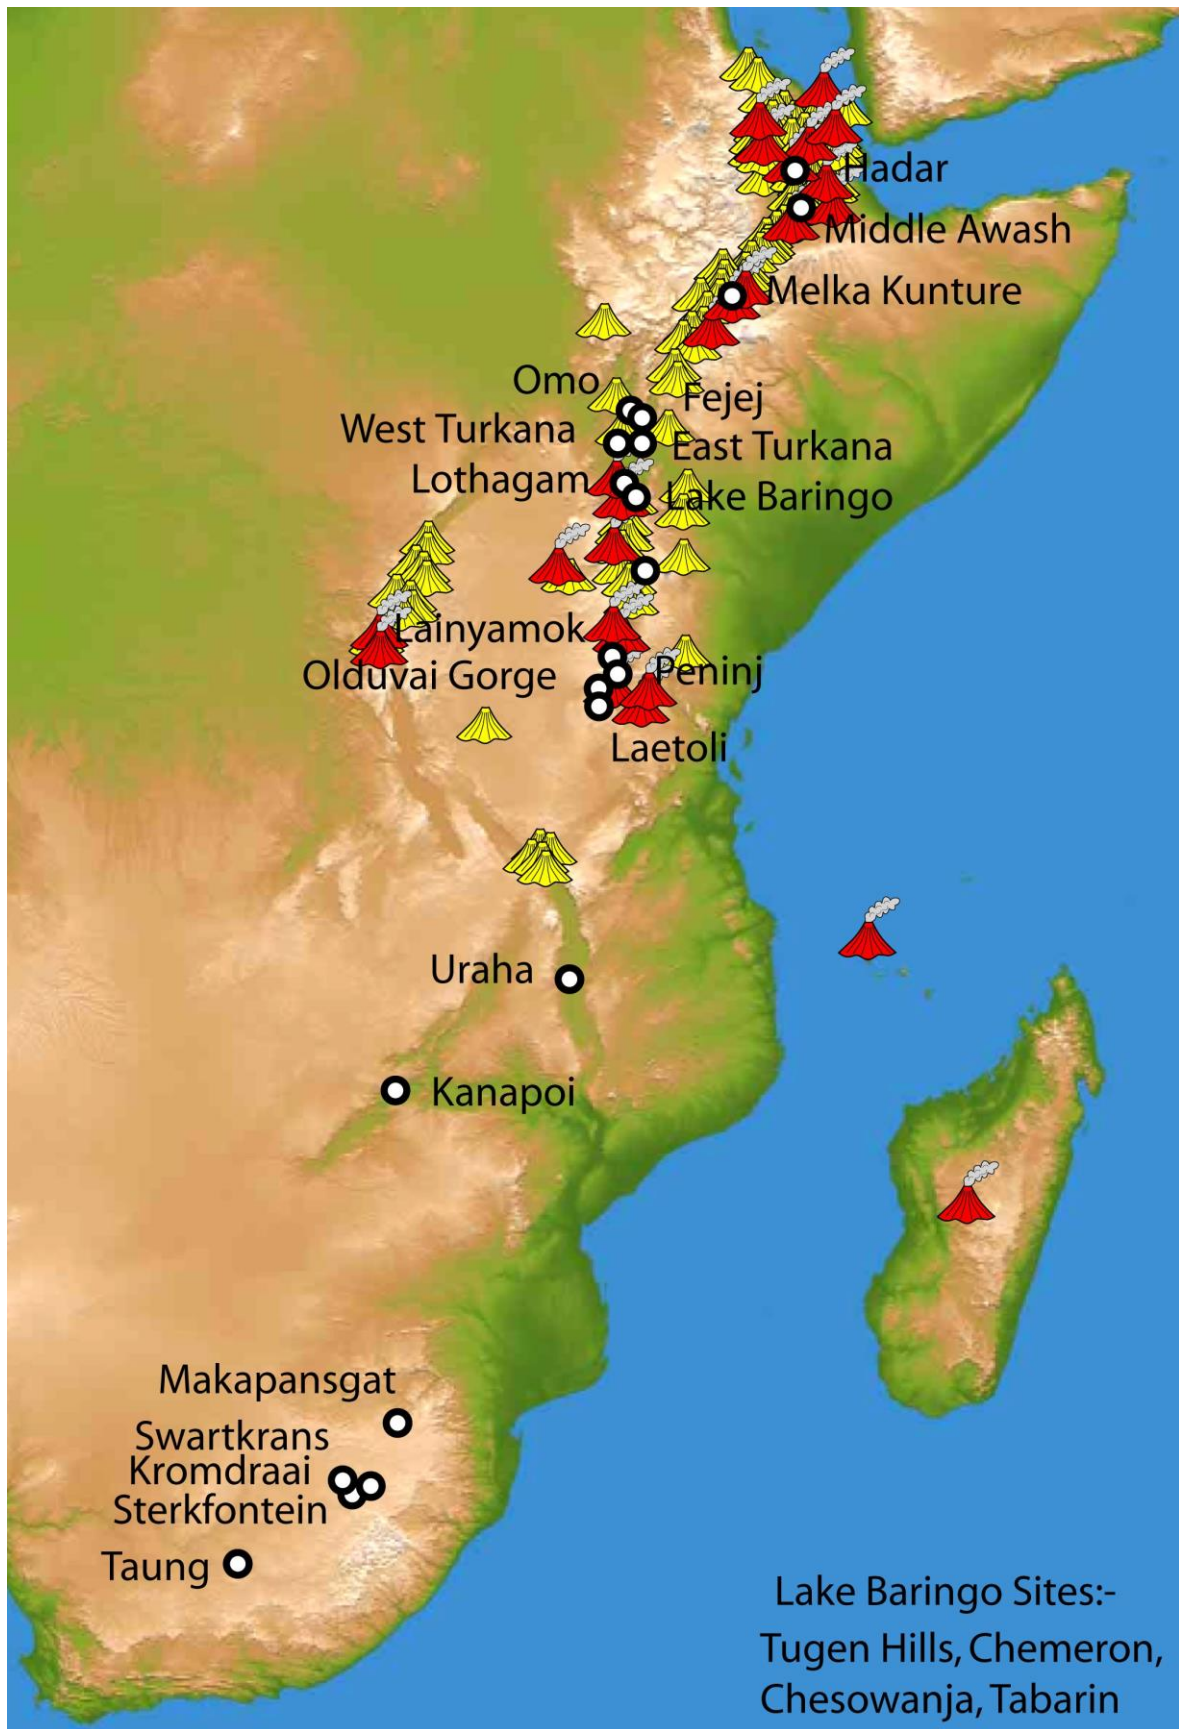 Hadar
Middle Awash
Melka Kunture
Omo
Fejej
West Turkana
East Turkana
Lothagam
Lake Baringo
Lainyamok
Olduvai Gorge
Peninj
Laetoli
Uraha
Kanapoi
Makapansgat
Swartkrans
Kromdraai
Sterkfontein
Taung
Lake Baringo Sites:-
Tugen Hills, Chemeron,
Chesowanja, Tabarin